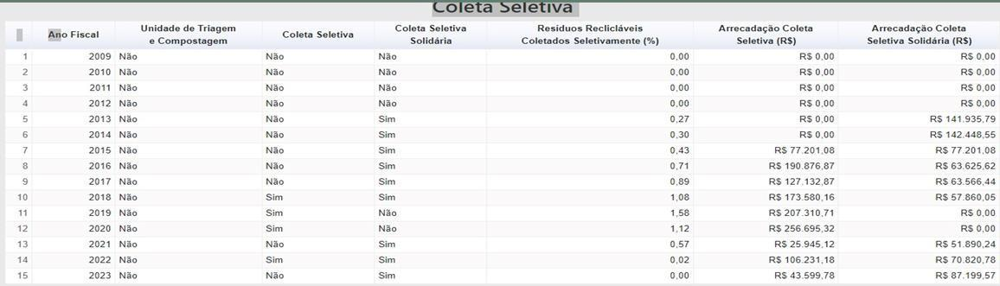 Coleta Seletiva
Ano Fiscal Unidade de Triagem e Compostagem Coleta Seletiva Coleta Seletiva Solidária Resíduos Recicláveis Coletados Seletivamente (%) Arrecadação Coleta Seletiva (R$) Arrecadação Coleta Seletiva Solidária (R$)
1 2009 Não Não Não 0,00 R$ 0,00 R$ 0,00
2 2010 Não Não Não 0,00 R$ 0,00 R$ 0,00
3 2011 Não Não Não 0,00 R$ 0,00 R$ 0,00
4 2012 Não Não Não 0,00 R$ 0,00 R$ 0,00
5 2013 Não Não Sim 0,27 R$ 0,00 R$ 141.935,79
6 2014 Não Não Sim 0,30 R$ 0,00 R$ 142.448,55
7 2015 Não Não Sim 0,43 R$ 77.201,08 R$ 77.201,08
8 2016 Não Não Sim 0,71 R$ 190.876,87 R$ 63.625,62
9 2017 Não Não Sim 0,89 R$ 127.132,87 R$ 63.566,44
10 2018 Não Sim Sim 1,08 R$ 173.580,16 R$ 57.860,05
11 2019 Não Sim Não 1,58 R$ 207.310,71 R$ 0,00
12 2020 Não Sim Não 1,12 R$ 256.695,32 R$ 0,00
13 2021 Não Não Sim 0,57 R$ 25.945,12 R$ 51.890,24
14 2022 Não Sim Sim 0,02 R$ 106.231,18 R$ 70.820,78
15 2023 Não Não Sim 0,00 R$ 43.599,78 R$ 87.199,57